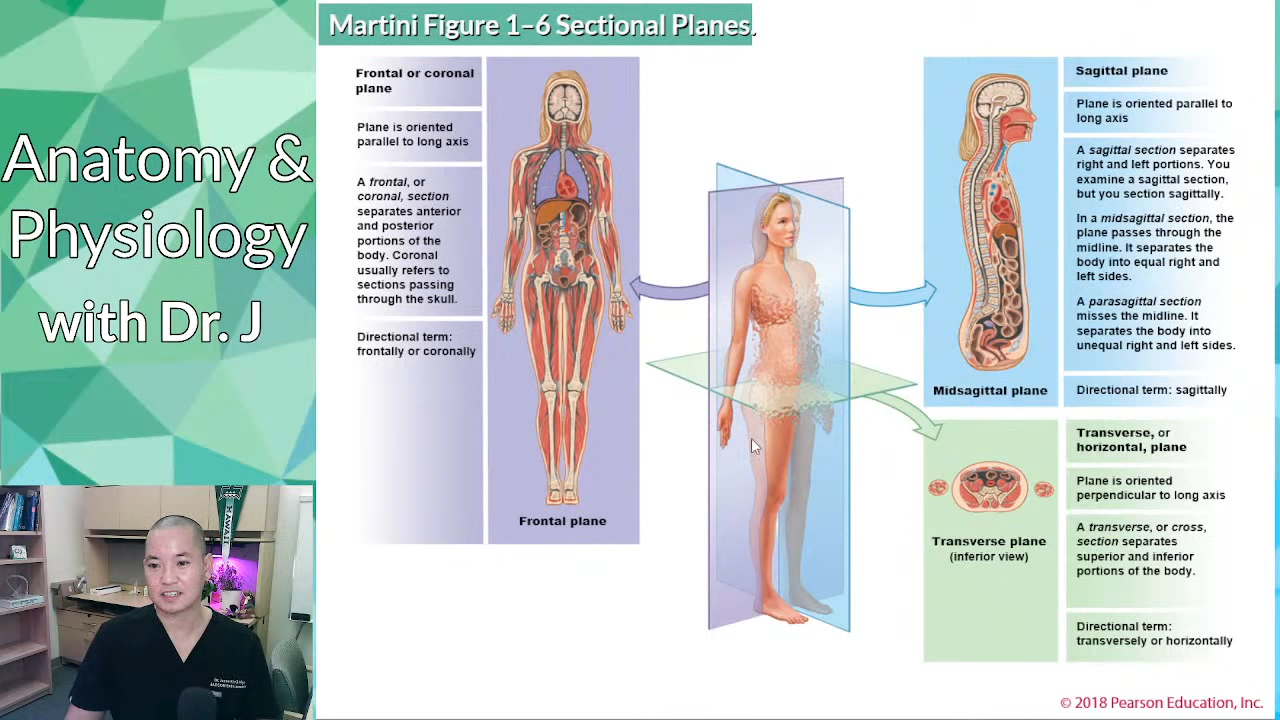 Martini Figure 1–6 Sectional Planes.
Anatomy &
Physiology
with Dr. J
Frontal or coronal
plane
Plane is oriented
parallel to long axis
A frontal, or
coronal, section
separates anterior
and posterior
portions of the
body. Coronal
usually refers to
sections passing
through the skull.
Directional term:
frontally or coronally
Frontal plane
Sagittal plane
Plane is oriented parallel to
long axis
A sagittal section separates
right and left portions. You
examine a sagittal section,
but you section sagittally.
In a midsagittal section, the
plane passes through the
midline. It separates the
body into equal right and
left sides.
A parasagittal section
misses the midline. It
separates the body into
unequal right and left sides.
Midsagittal plane
Directional term: sagittally
Transverse, or
horizontal, plane
Plane is oriented
perpendicular to long axis
A transverse, or cross,
section separates
superior and inferior
portions of the body.
Transverse plane
(inferior view)
Directional term:
transversely or horizontally
HAWAII
© 2018 Pearson Education, Inc.